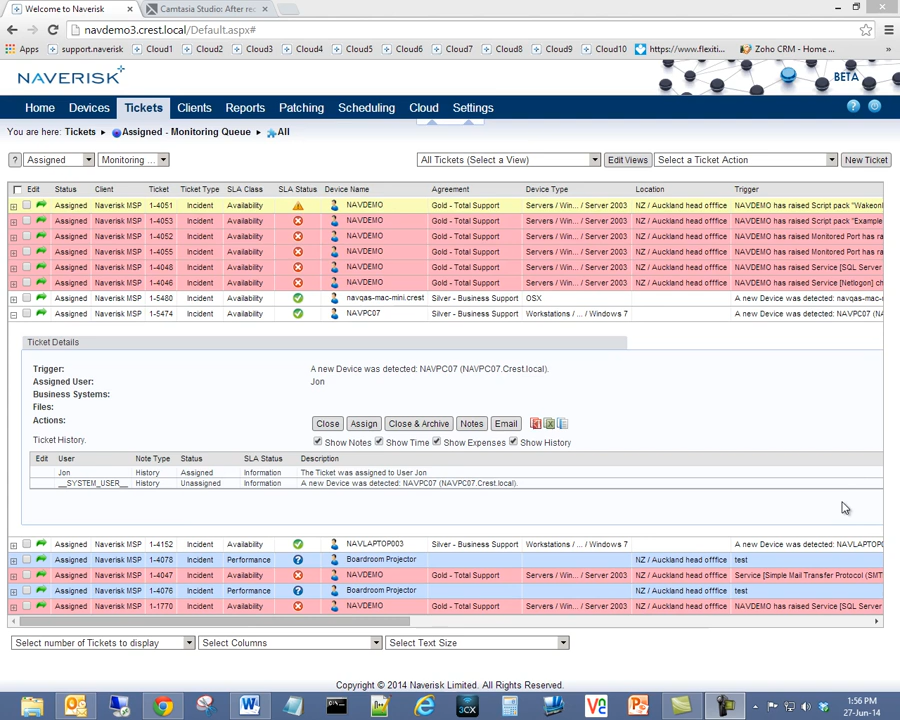 Welcome to Naverisk
Camtasia Studio: After re
navdemo3.crest.local/Default.aspx#
Apps support.naverisk Cloud1 Cloud2 Cloud3 Cloud4 Cloud5 Cloud6 Cloud7 Cloud8 Cloud9 Cloud10 https://www.flexiti... Zoho CRM - Home ...
NAVERISK
BETA
Home Devices Tickets Clients Reports Patching Scheduling Cloud Settings
You are here: Tickets Assigned - Monitoring Queue All
? Assigned Monitoring ... All Tickets (Select a View) Edit Views Select a Ticket Action New Ticket
Edit Status Client Ticket Ticket Type SLA Class SLA Status Device Name Agreement Device Type Location Trigger
Assigned Naverisk MSP 1-4051 Incident Availability NAVDEMO Gold - Total Support Servers / Win... / Server 2003 NZ / Auckland head offfice NAVDEMO has raised Script pack "Wakeonl
Assigned Naverisk MSP 1-4053 Incident Availability NAVDEMO Gold - Total Support Servers / Win... / Server 2003 NZ / Auckland head offfice NAVDEMO has raised Script pack "Example
Assigned Naverisk MSP 1-4052 Incident Availability NAVDEMO Gold - Total Support Servers / Win... / Server 2003 NZ / Auckland head offfice NAVDEMO has raised Monitored Port has ra
Assigned Naverisk MSP 1-4055 Incident Availability NAVDEMO Gold - Total Support Servers / Win... / Server 2003 NZ / Auckland head offfice NAVDEMO has raised Monitored Port has ra
Assigned Naverisk MSP 1-4048 Incident Availability NAVDEMO Gold - Total Support Servers / Win... / Server 2003 NZ / Auckland head offfice NAVDEMO has raised Service [SQL Server
Assigned Naverisk MSP 1-4046 Incident Availability NAVDEMO Gold - Total Support Servers / Win... / Server 2003 NZ / Auckland head offfice NAVDEMO has raised Service [Netlogon] ch
Assigned Naverisk MSP 1-5480 Incident Availability navqas-mac-mini.crest Silver - Business Support OSX A new Device was detected: navqas-mac-
Assigned Naverisk MSP 1-5474 Incident Availability NAVPC07 Silver - Business Support Workstations / ... / Windows 7 A new Device was detected: NAVPC07 (NA
Ticket Details
Trigger: A new Device was detected: NAVPC07 (NAVPC07.Crest.local).
Assigned User: Jon
Business Systems:
Files:
Actions: Close Assign Close & Archive Notes Email
Ticket History. Show Notes Show Time Show Expenses Show History
Edit User Note Type Status SLA Status Description
Jon History Assigned Information The Ticket was assigned to User Jon
__SYSTEM_USER__ History Unassigned Information A new Device was detected: NAVPC07 (NAVPC07.Crest.local).
Assigned Naverisk MSP 1-4152 Incident Availability NAVLAPTOP003 Silver - Business Support Workstations / ... / Windows 7 A new Device was detected: NAVLAPTOP0
Assigned Naverisk MSP 1-4078 Incident Performance Boardroom Projector NZ / Auckland head offfice test
Assigned Naverisk MSP 1-4047 Incident Availability NAVDEMO Gold - Total Support Servers / Win... / Server 2003 NZ / Auckland head offfice Service [Simple Mail Transfer Protocol (SMT
Assigned Naverisk MSP 1-4076 Incident Performance Boardroom Projector NZ / Auckland head offfice test
Assigned Naverisk MSP 1-1770 Incident Availability NAVDEMO Gold - Total Support Servers / Win... / Server 2003 NZ / Auckland head offfice NAVDEMO has raised Service [SQL Server
Select number of Tickets to display Select Columns Select Text Size
Copyright © 2014 Naverisk Limited. All Rights Reserved.
3CX
1:56 PM
27-Jun-14